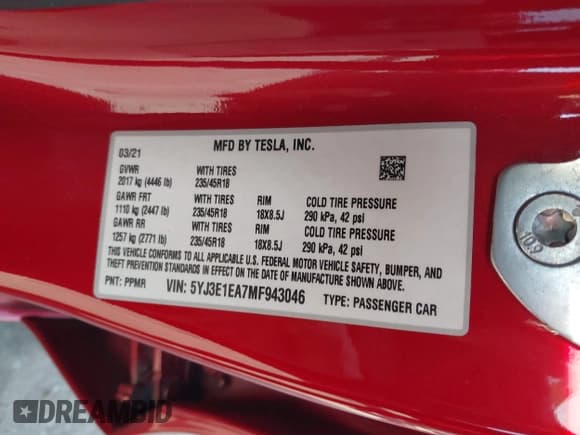 MFD BY TESLA, INC.
03/21
GVWR WITH TIRES
2017 kg (4446 lb) 235/45R18
GAWR FRT WITH TIRES RIM COLD TIRE PRESSURE
1110 kg (2447 lb) 235/45R18 18X8.5J 290 kPa, 42 psi
GAWR RR WITH TIRES RIM COLD TIRE PRESSURE
1257 kg (2771 lb) 235/45R18 18X8.5J 290 kPa, 42 psi
THIS VEHICLE CONFORMS TO ALL APPLICABLE U.S. FEDERAL MOTOR VEHICLE SAFETY, BUMPER, AND
THEFT PREVENTION STANDARDS IN EFFECT ON THE DATE OF MANUFACTURE SHOWN ABOVE.
PNT: PPMR VIN: 5YJ3E1EA7MF943046 TYPE: PASSENGER CAR
10.9
DREAMBID